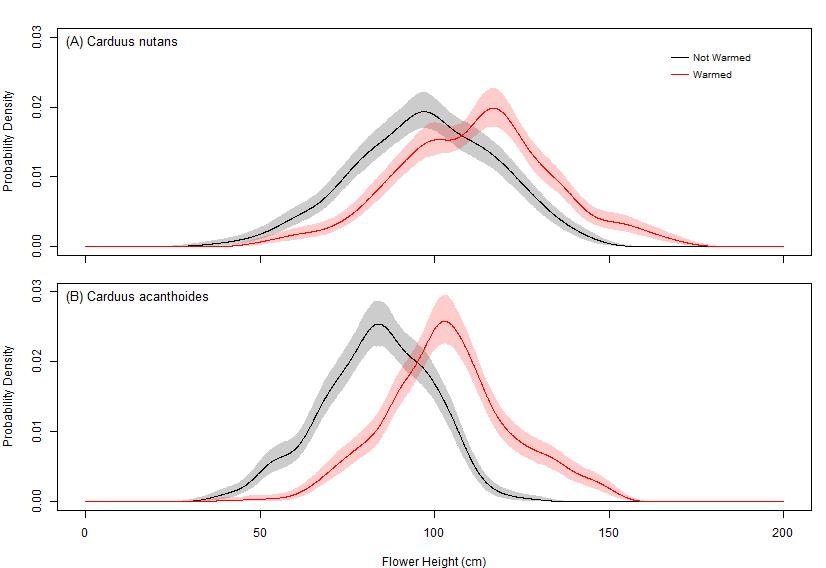 (A) Carduus nutans
Not Warmed
Warmed
Probability Density
0.00
0.01
0.02
0.03
(B) Carduus acanthoides
Probability Density
0.00
0.01
0.02
0.03
0 50 100 150 200
Flower Height (cm)